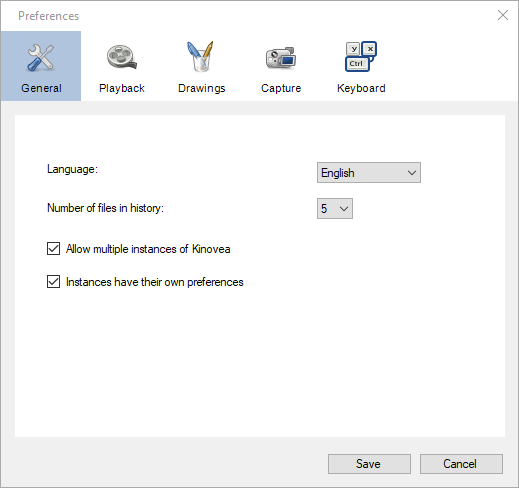 Preferences
General
Playback
Drawings
Capture
Y X
Ctrl
Keyboard
Language:
English
Number of files in history:
5
Allow multiple instances of Kinovea
Instances have their own preferences
Save
Cancel